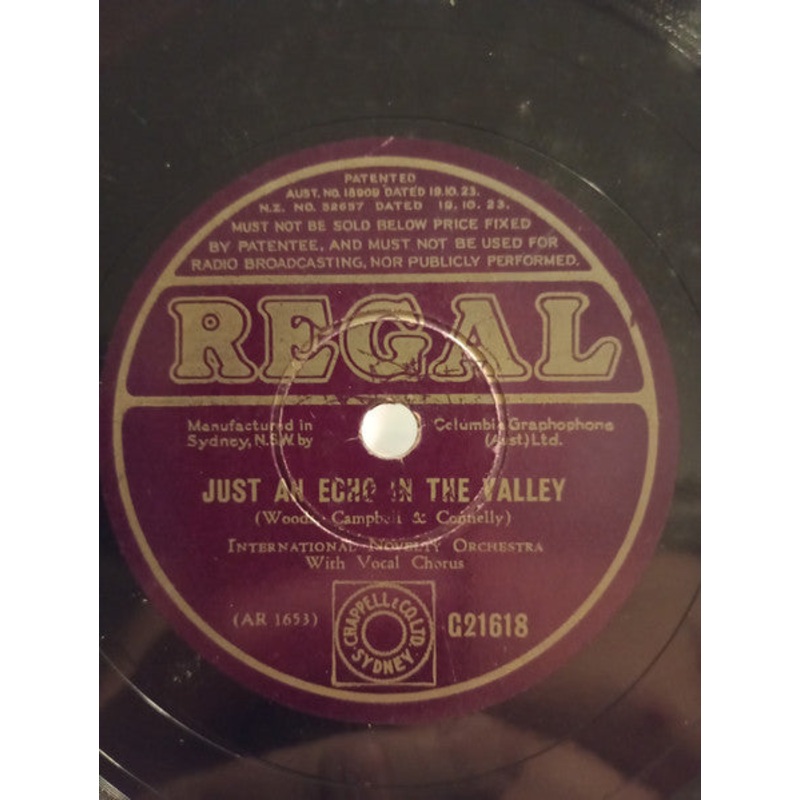 PATENTED
AUST. NO. 18909 DATED 19.10.23.
N.Z. NO. 52657 DATED 19.10.23.
MUST NOT BE SOLD BELOW PRICE FIXED
BY PATENTEE, AND MUST NOT BE USED FOR
RADIO BROADCASTING, NOR PUBLICLY PERFORMED.
REGAL
Manufactured in Columbia Graphophone
Sydney, N.S.W. by (Aust.) Ltd.
JUST AN ECHO IN THE VALLEY
(Woods, Campbell & Connelly)
INTERNATIONAL NOVELTY ORCHESTRA
With Vocal Chorus
(AR 1653) CHAPPELL & CO. LTD. SYDNEY G21618